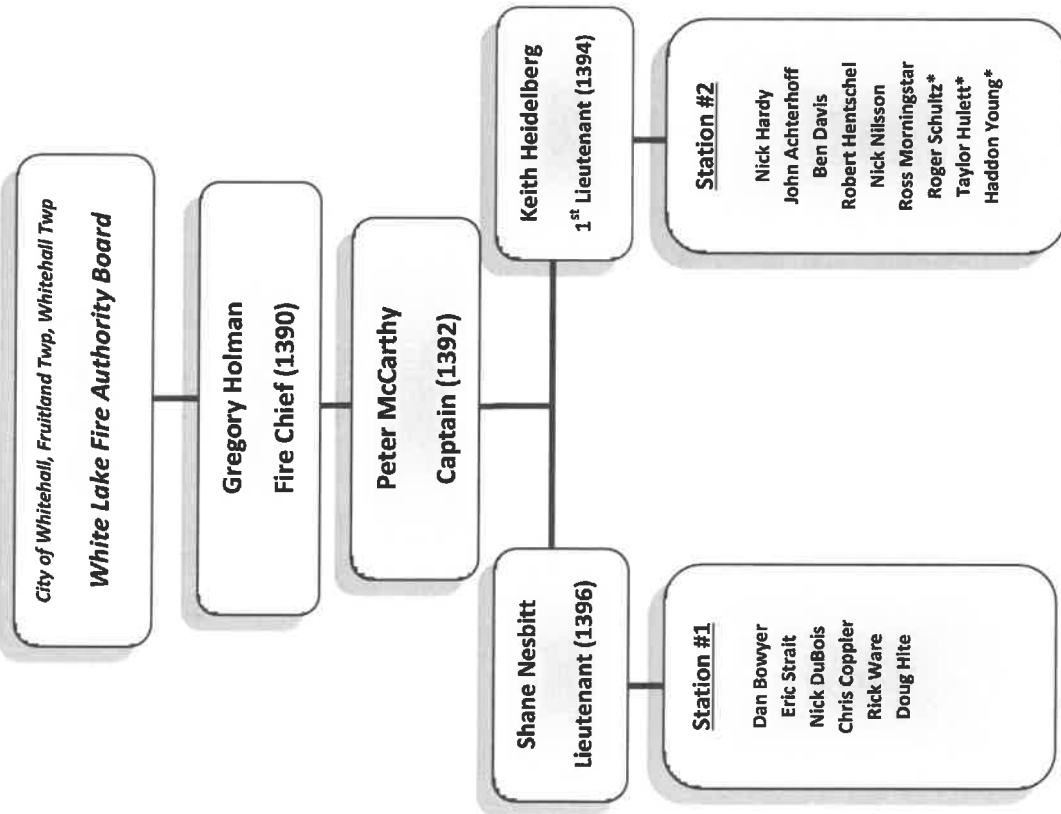 City of Whitehall, Fruitland Twp, Whitehall Twp
White Lake Fire Authority Board
Gregory Holman
Fire Chief (1390)
Peter McCarthy
Captain (1392)
Shane Nesbitt
Lieutenant (1396)
Keith Heidelberg
1st Lieutenant (1394)
Station #1
Dan Bowyer
Eric Strait
Nick DuBois
Chris Coppler
Rick Ware
Doug Hite
Station #2
Nick Hardy
John Achterhoff
Ben Davis
Robert Hentschel
Nick Nilsson
Ross Morningstar
Roger Schultz*
Taylor Hulett*
Haddon Young*